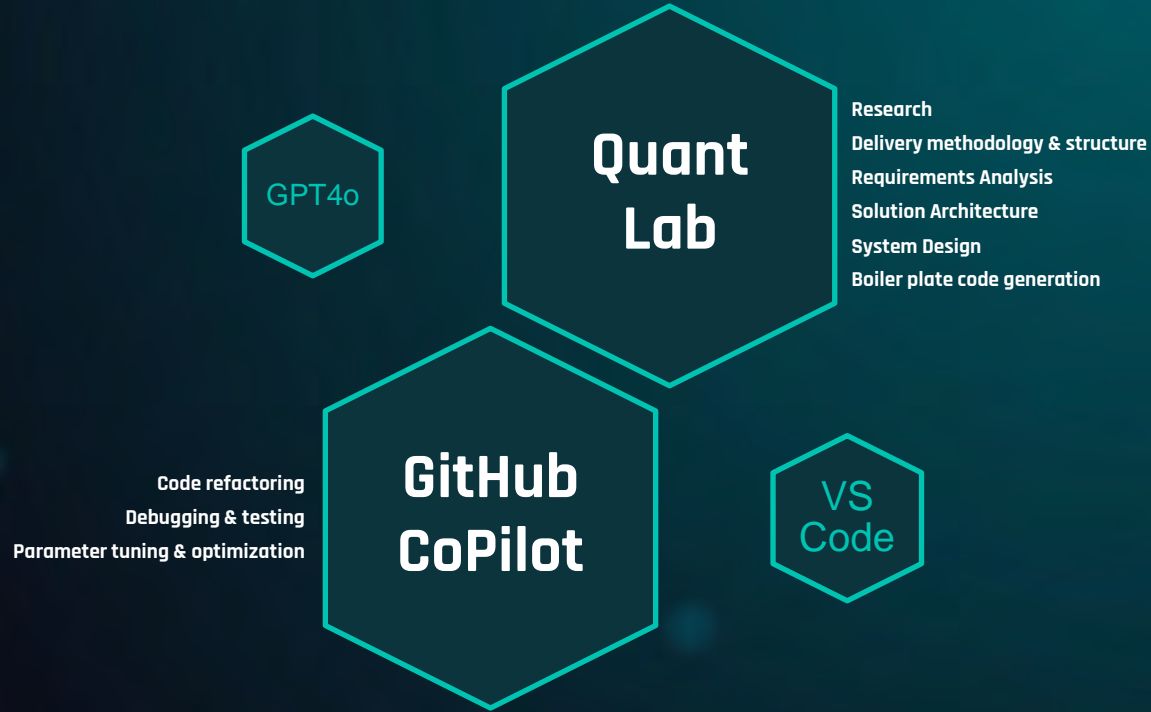 GPT4o
Quant
Lab
Research
Delivery methodology & structure
Requirements Analysis
Solution Architecture
System Design
Boiler plate code generation
Code refactoring
Debugging & testing
Parameter tuning & optimization
GitHub
CoPilot
VS
Code